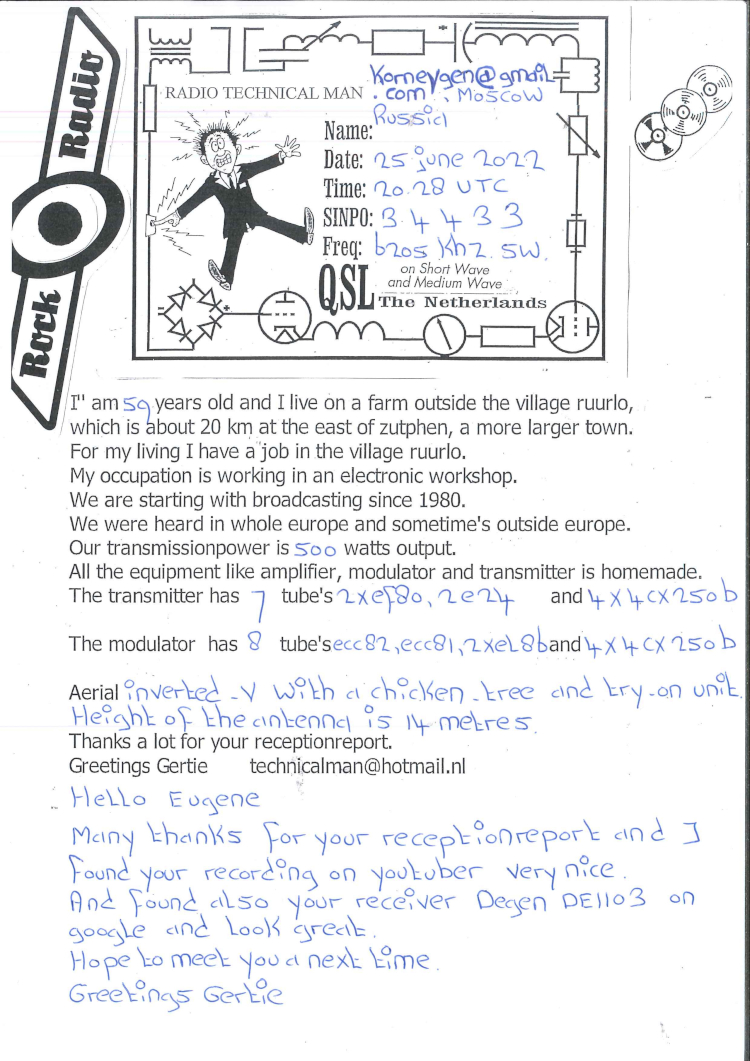 Rock Radio
RADIO TECHNICAL MAN
Korneygen@gmail
.com, Moscow
Name: Russia
Date: 25 june 2022
Time: 20.28 UTC
SINPO: 3 4 4 3 3
Freq: 6205 khz. SW.
QSL on Short Wave
and Medium Wave
The Netherlands
I" am 59 years old and I live on a farm outside the village ruurlo,
which is about 20 km at the east of zutphen, a more larger town.
For my living I have a job in the village ruurlo.
My occupation is working in an electronic workshop.
We are starting with broadcasting since 1980.
We were heard in whole europe and sometime's outside europe.
Our transmissionpower is 500 watts output.
All the equipment like amplifier, modulator and transmitter is homemade.
The transmitter has 7 tube's 2xef80, 2e24 and 4x4cx250b
The modulator has 8 tube's ecc82, ecc81, 2xeL86 and 4x4cx250b
Aerial inverted-V with a chicken-tree and try-on unit.
Height of the antenna is 14 metres.
Thanks a lot for your receptionreport.
Greetings Gertie technicalman@hotmail.nl
Hello Eugene
Many thanks for your receptionreport and I
found your recording on youtuber very nice.
And found also your receiver Degen DE1103 on
google and look great.
Hope to meet you a next time.
Greetings Gertie